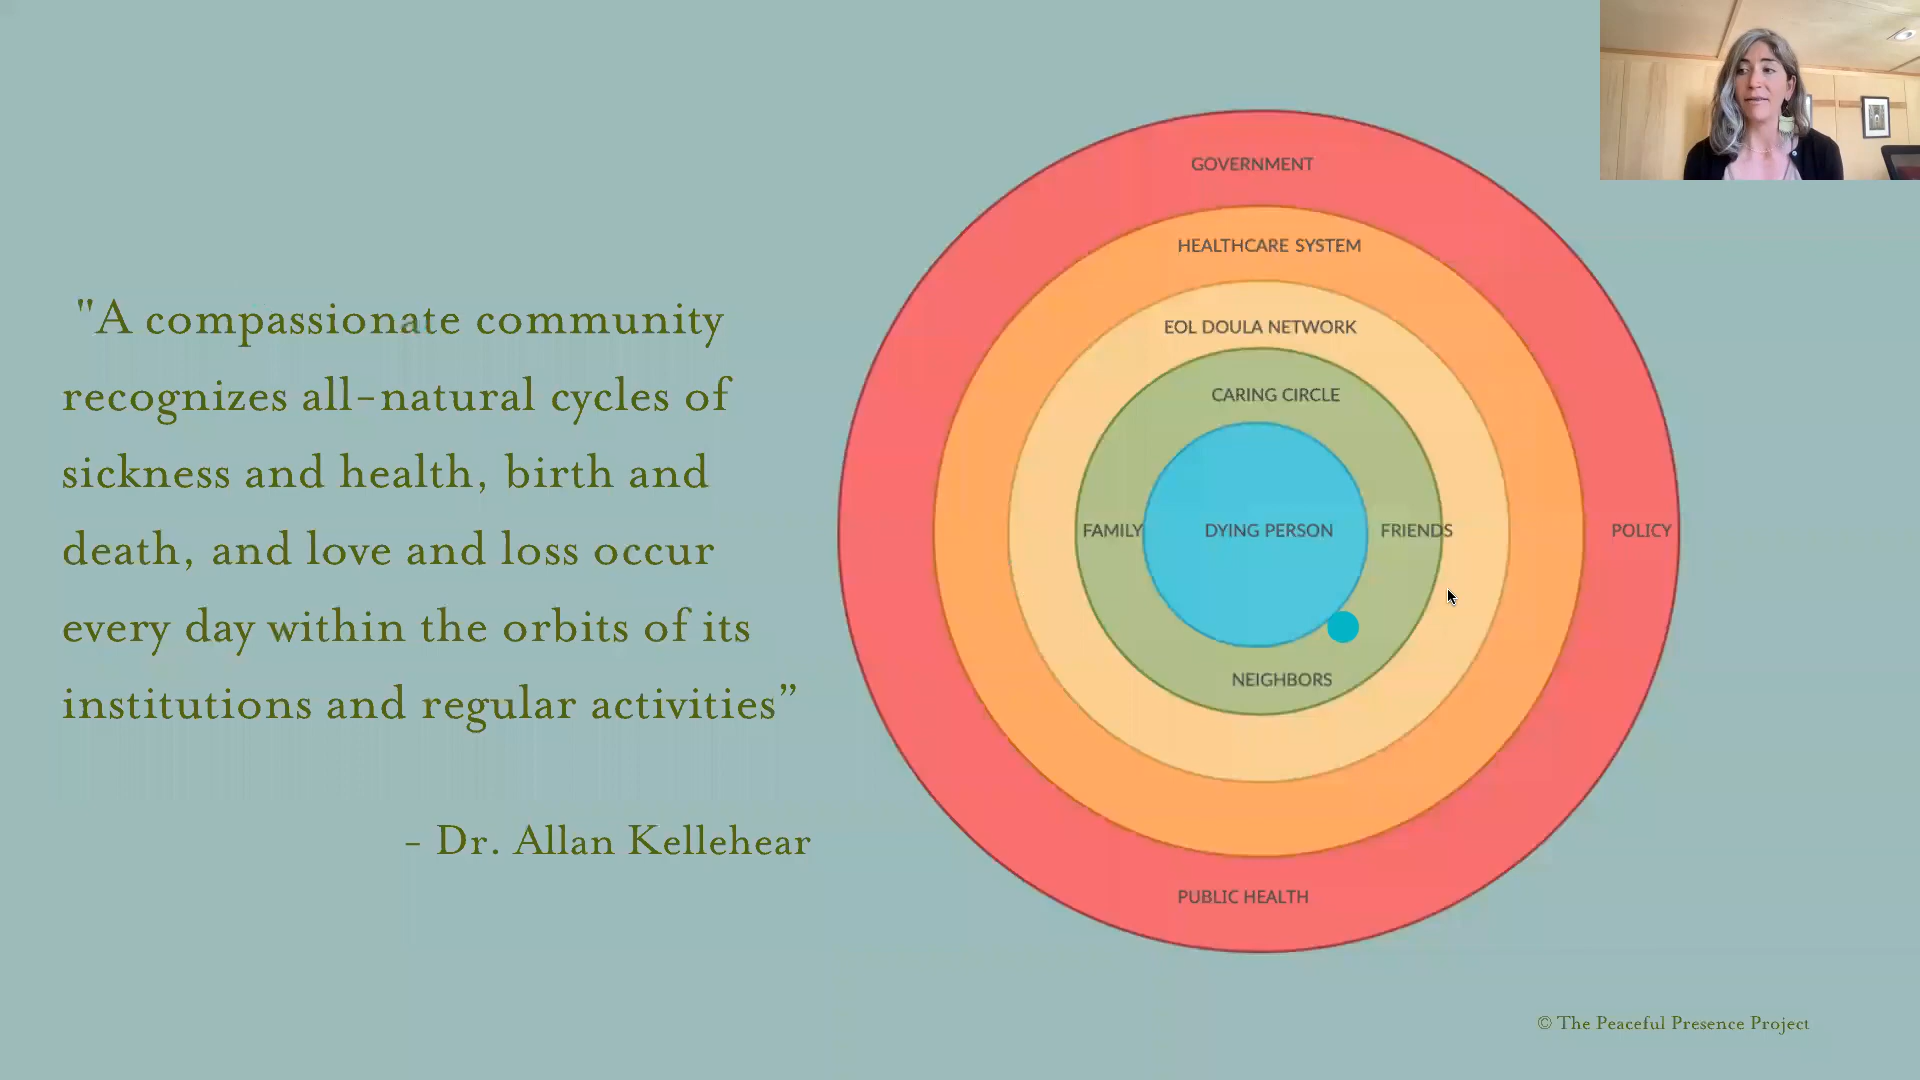 "A compassionate community
recognizes all-natural cycles of
sickness and health, birth and
death, and love and loss occur
every day within the orbits of its
institutions and regular activities”
- Dr. Allan Kellehear
GOVERNMENT
HEALTHCARE SYSTEM
EOL DOULA NETWORK
CARING CIRCLE
FAMILY
DYING PERSON
FRIENDS
POLICY
NEIGHBORS
PUBLIC HEALTH
© The Peaceful Presence Project